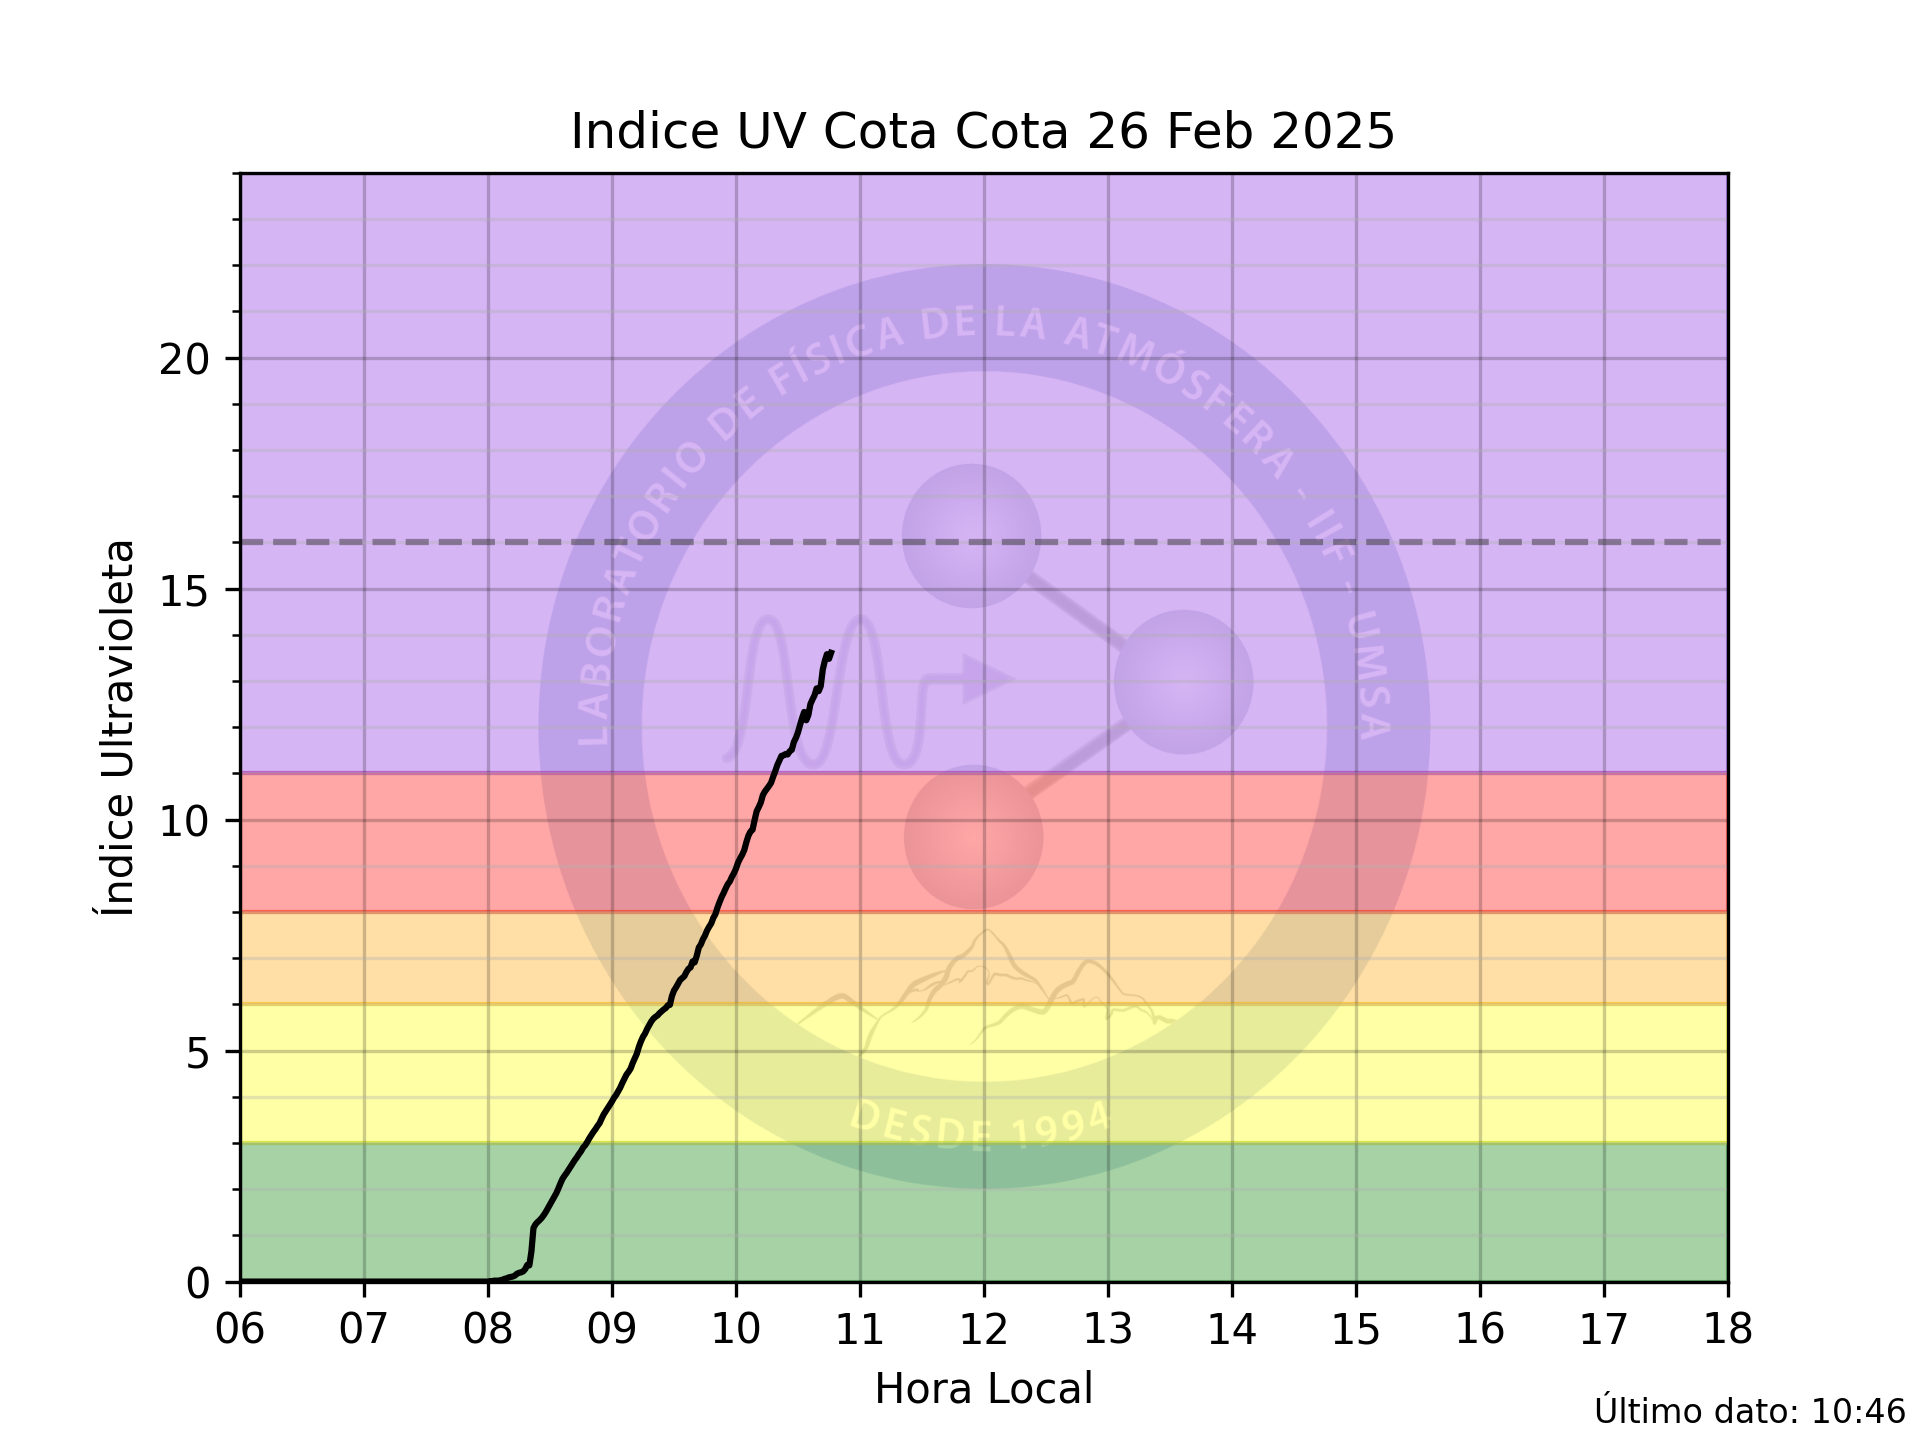 Indice UV Cota Cota 26 Feb 2025
Índice Ultravioleta
20
15
10
5
0
LABORATORIO DE FÍSICA DE LA ATMÓSFERA - IIF - UMSA
DESDE 1994
06 07 08 09 10 11 12 13 14 15 16 17 18
Hora Local
Último dato: 10:46